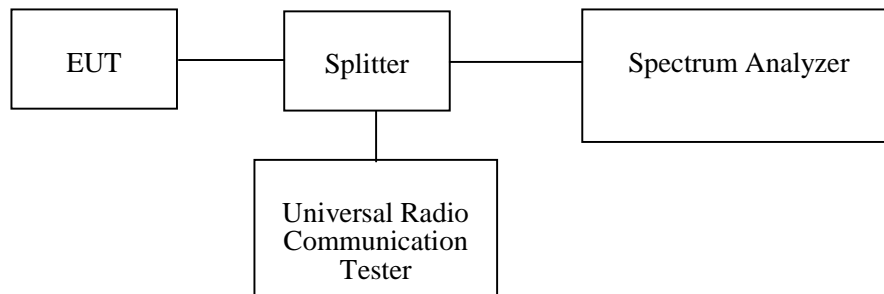 EUT
Splitter
Spectrum Analyzer
Universal Radio
Communication
Tester